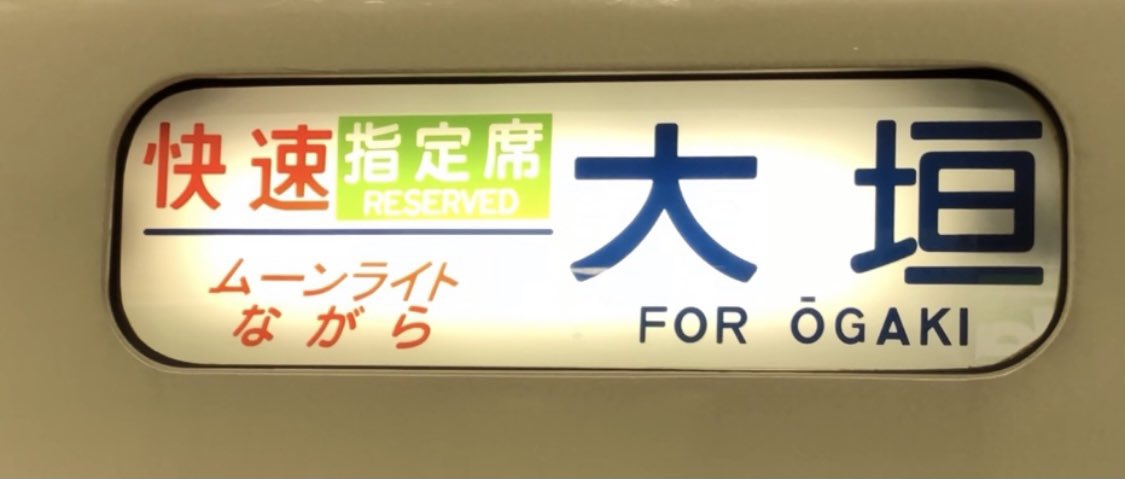 快速 指定席
RESERVED
ムーンライト
ながら
大垣
FOR ŌGAKI